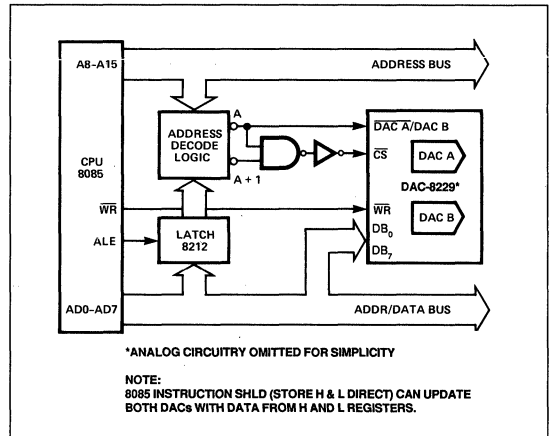 A8-A15
ADDRESS BUS
A
ADDRESS
DECODE
LOGIC
A + 1
DAC A/DAC B
CS
DAC A
DAC-8229*
CPU
8085
WR
WR
DAC B
ALE
LATCH
8212
DB0
DB7
AD0-AD7
ADDR/DATA BUS
*ANALOG CIRCUITRY OMITTED FOR SIMPLICITY
NOTE:
8085 INSTRUCTION SHLD (STORE H & L DIRECT) CAN UPDATE
BOTH DACs WITH DATA FROM H AND L REGISTERS.